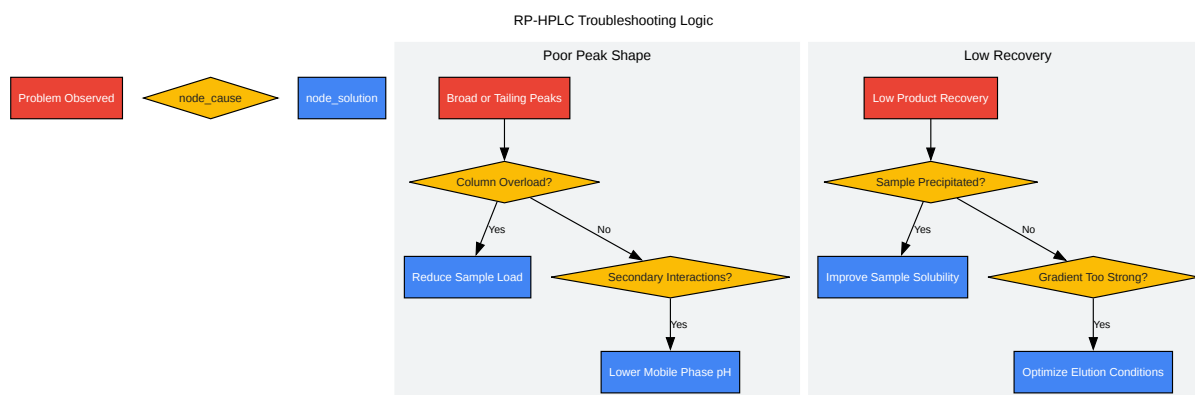 RP-HPLC Troubleshooting Logic
Problem Observed
node_cause
node_solution
Poor Peak Shape
Broad or Tailing Peaks
Column Overload?
Yes
No
Reduce Sample Load
Secondary Interactions?
Yes
Lower Mobile Phase pH
Low Recovery
Low Product Recovery
Sample Precipitated?
Yes
No
Improve Sample Solubility
Gradient Too Strong?
Yes
Optimize Elution Conditions